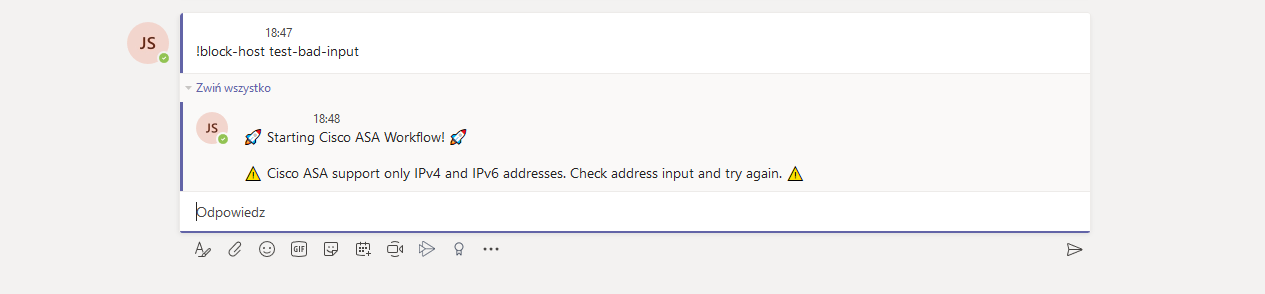 18:47
JS
!block-host test-bad-input
Zwiń wszystko
18:48
JS
🚀 Starting Cisco ASA Workflow! 🚀
⚠ Cisco ASA support only IPv4 and IPv6 addresses. Check address input and try again. ⚠
Odpowiedz
GIF